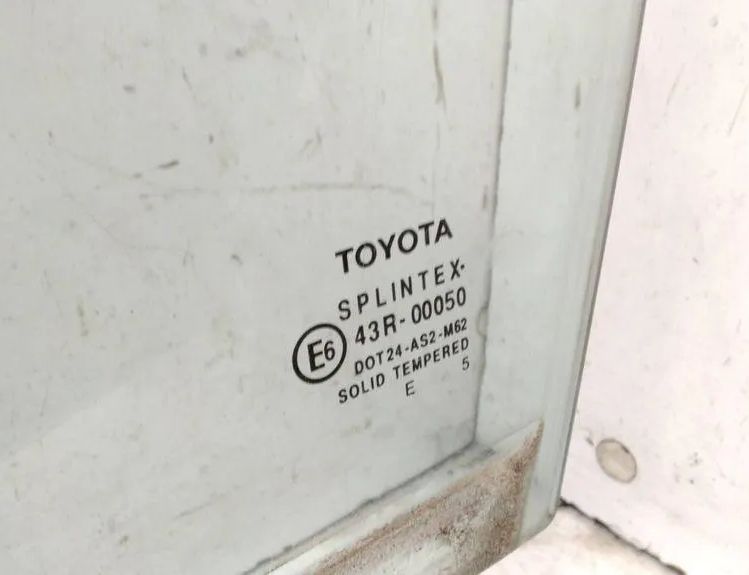 TOYOTA
SPLINTEX
E6 43R-00050
DOT24-AS2-M62
SOLID TEMPERED
E 5